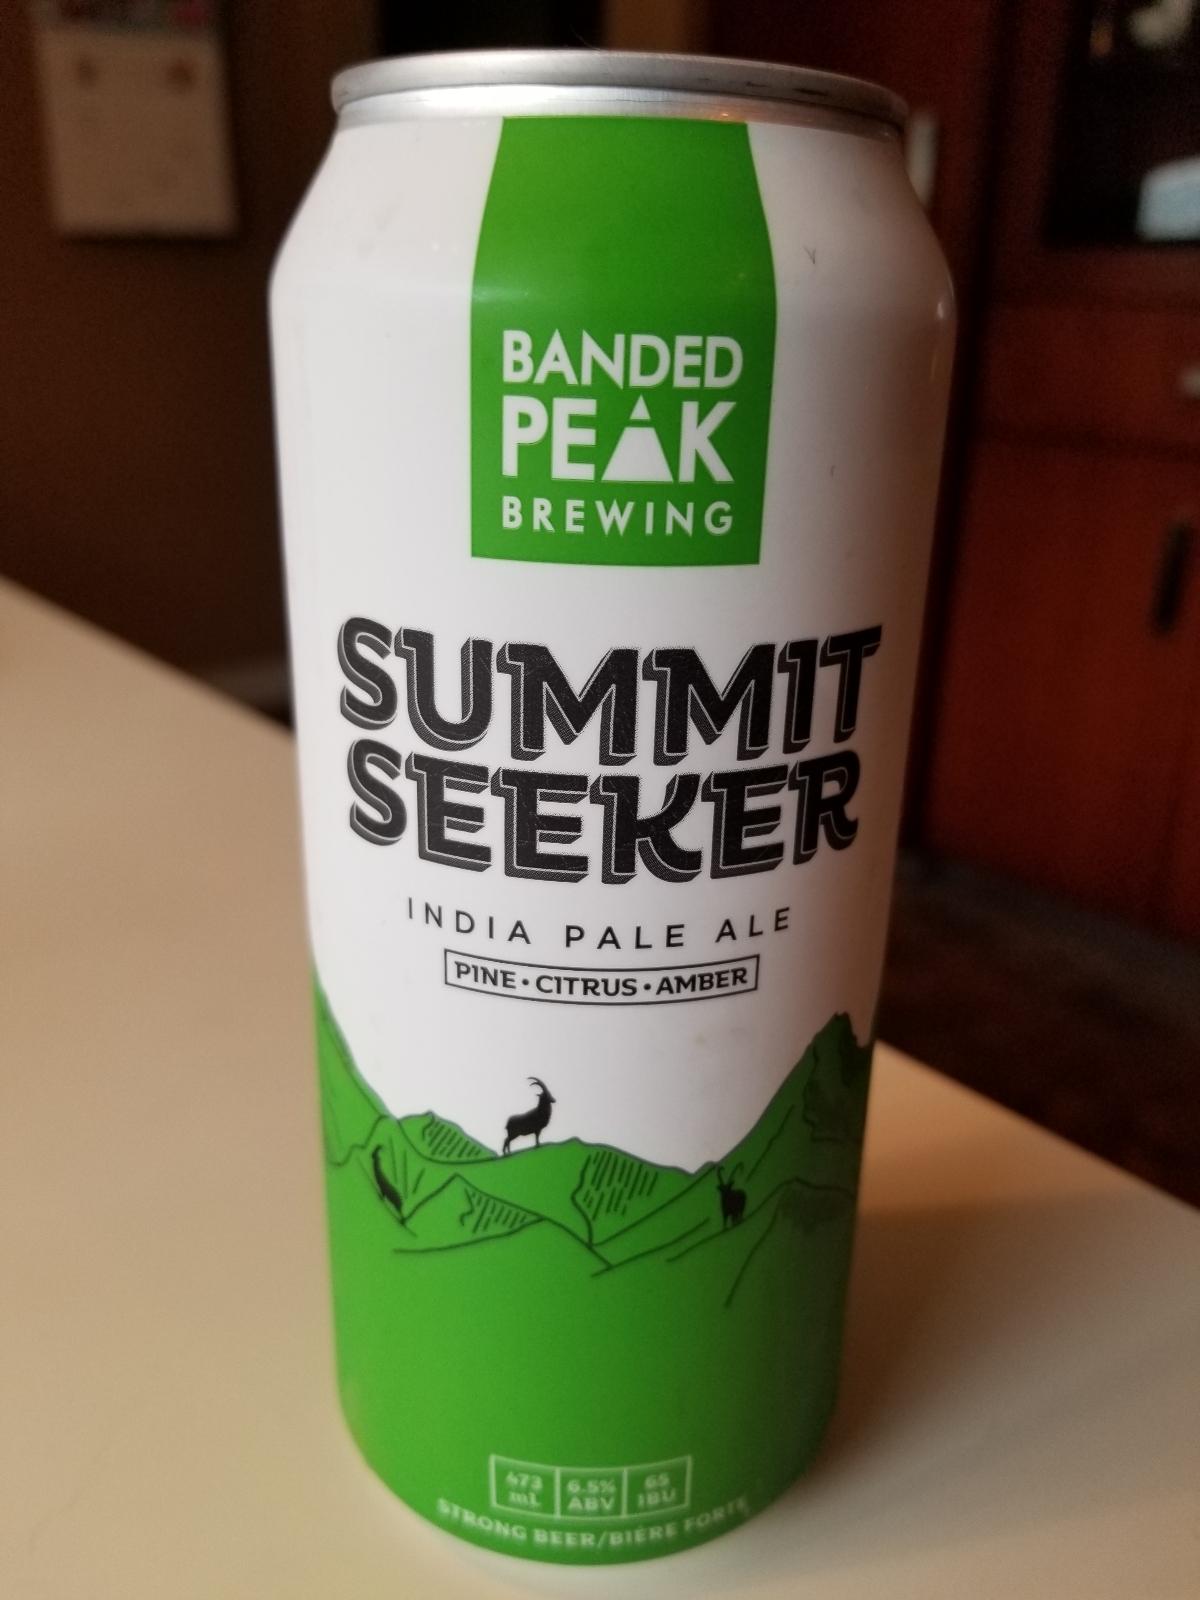 BANDED
PEAK
BREWING
SUMMIT
SEEKER
INDIA PALE ALE
PINE • CITRUS • AMBER
473 6.5% 65
mL ABV IBU
STRONG BEER/BIÈRE FORTE